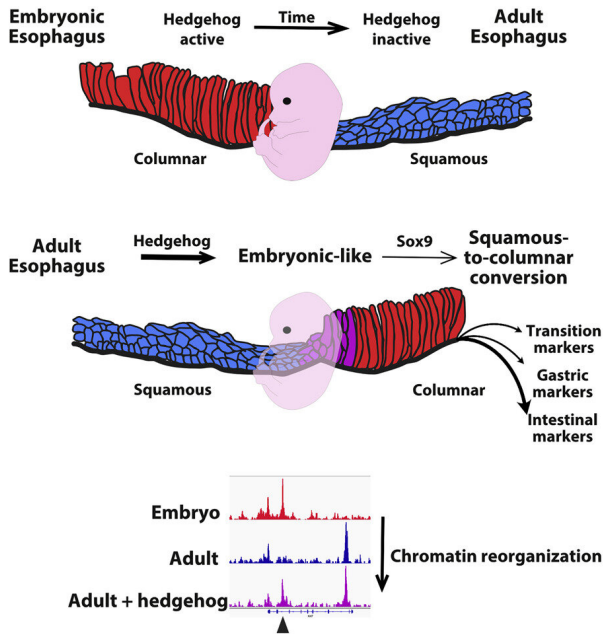 Embryonic
Esophagus
Hedgehog
active
Time
Hedgehog
inactive
Adult
Esophagus
Columnar
Squamous
Adult
Esophagus
Hedgehog
Embryonic-like
Sox9
Squamous-
to-columnar
conversion
Squamous
Columnar
Transition
markers
Gastric
markers
Intestinal
markers
Embryo
Adult
Adult + hedgehog
Chromatin reorganization